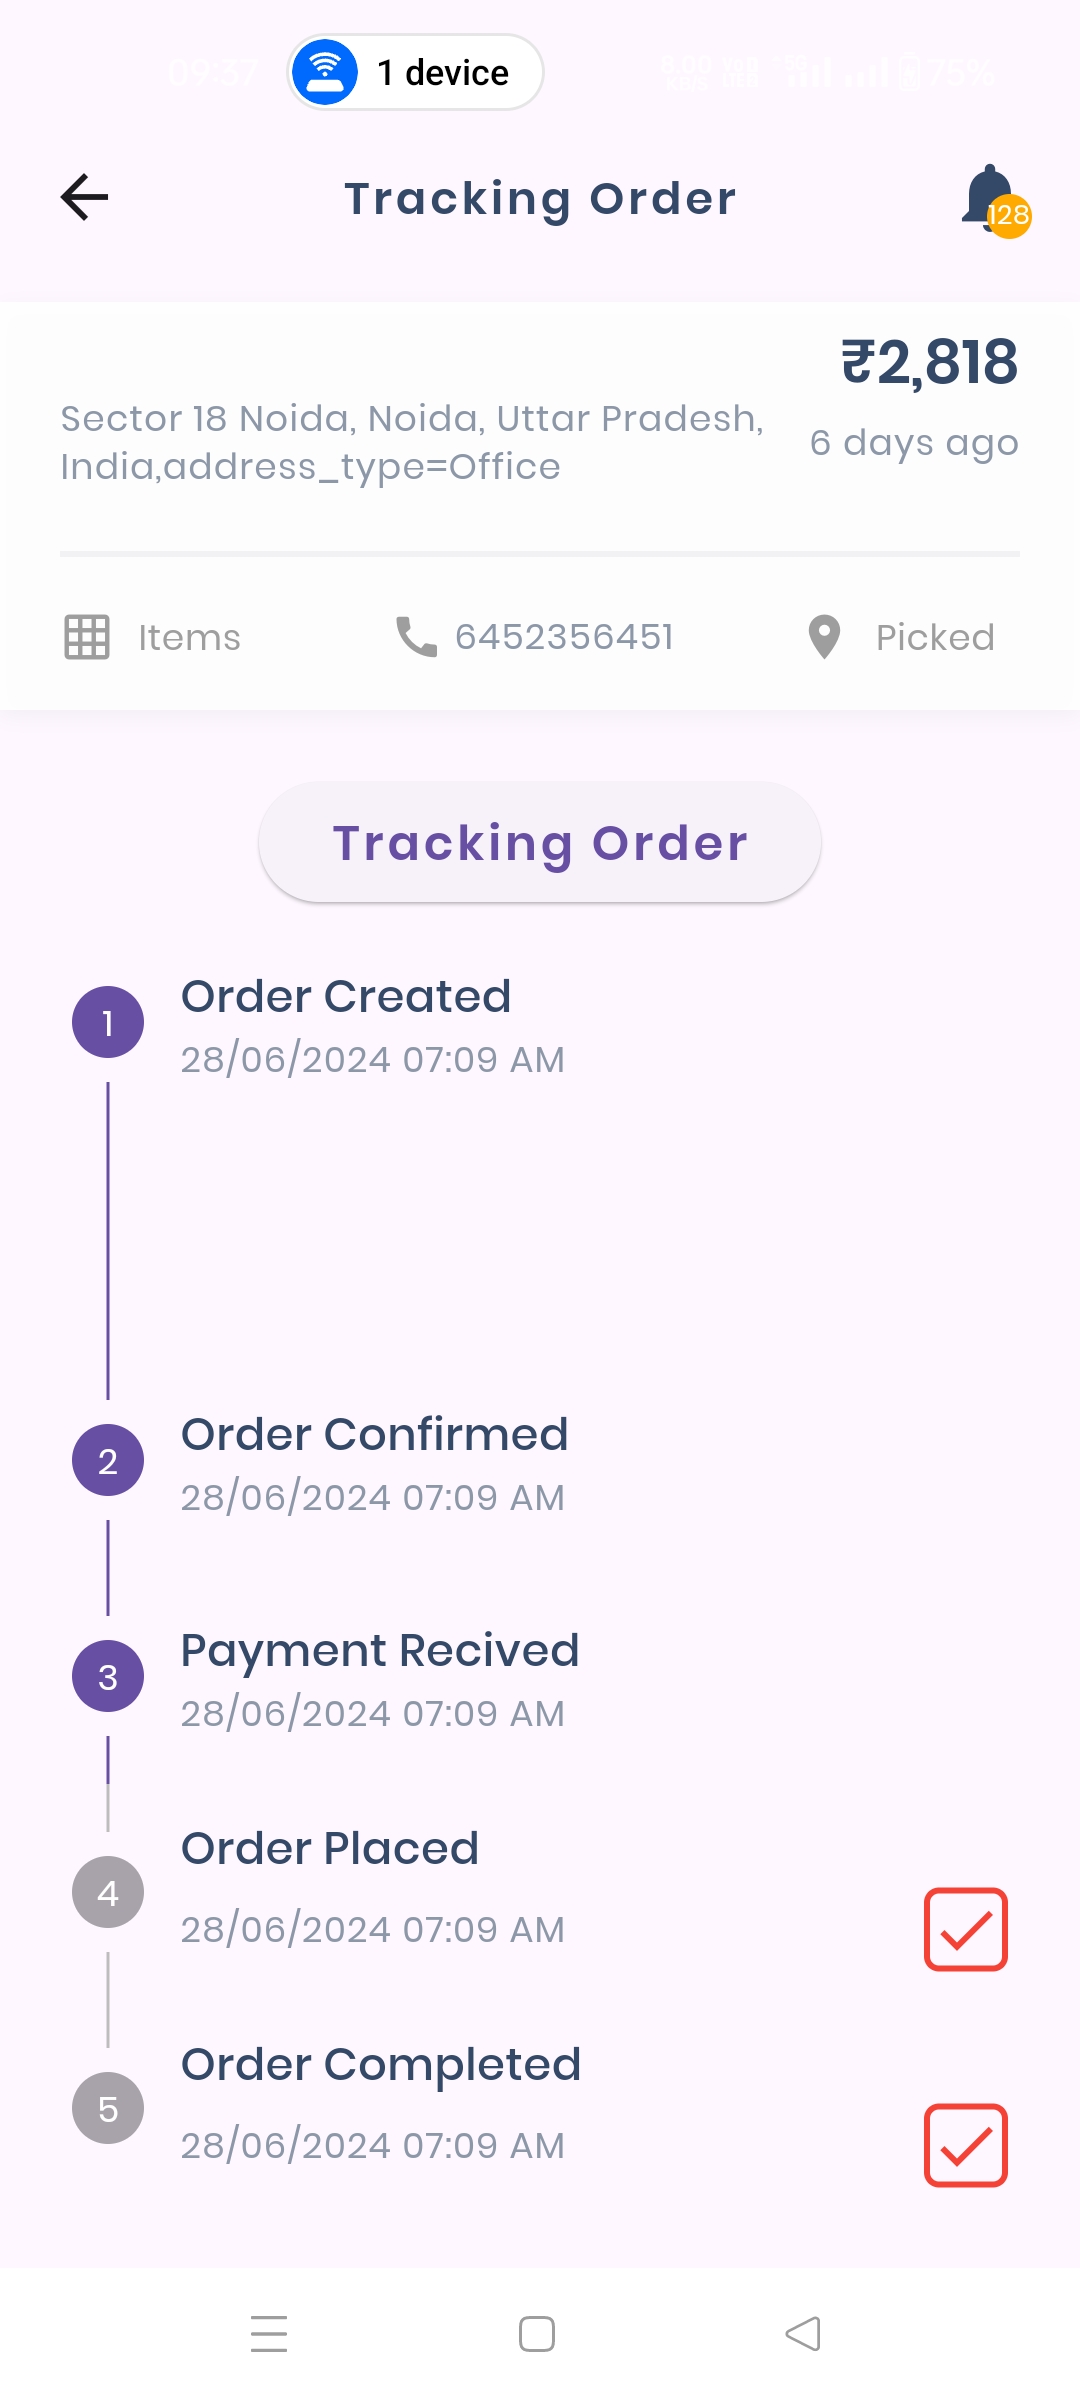 09:37
1 device
75%
Tracking Order
128
₹2,818
Sector 18 Noida, Noida, Uttar Pradesh,
India,address_type=Office
6 days ago
Items
6452356451
Picked
Tracking Order
1
Order Created
28/06/2024 07:09 AM
2
Order Confirmed
28/06/2024 07:09 AM
3
Payment Recived
28/06/2024 07:09 AM
4
Order Placed
28/06/2024 07:09 AM
5
Order Completed
28/06/2024 07:09 AM